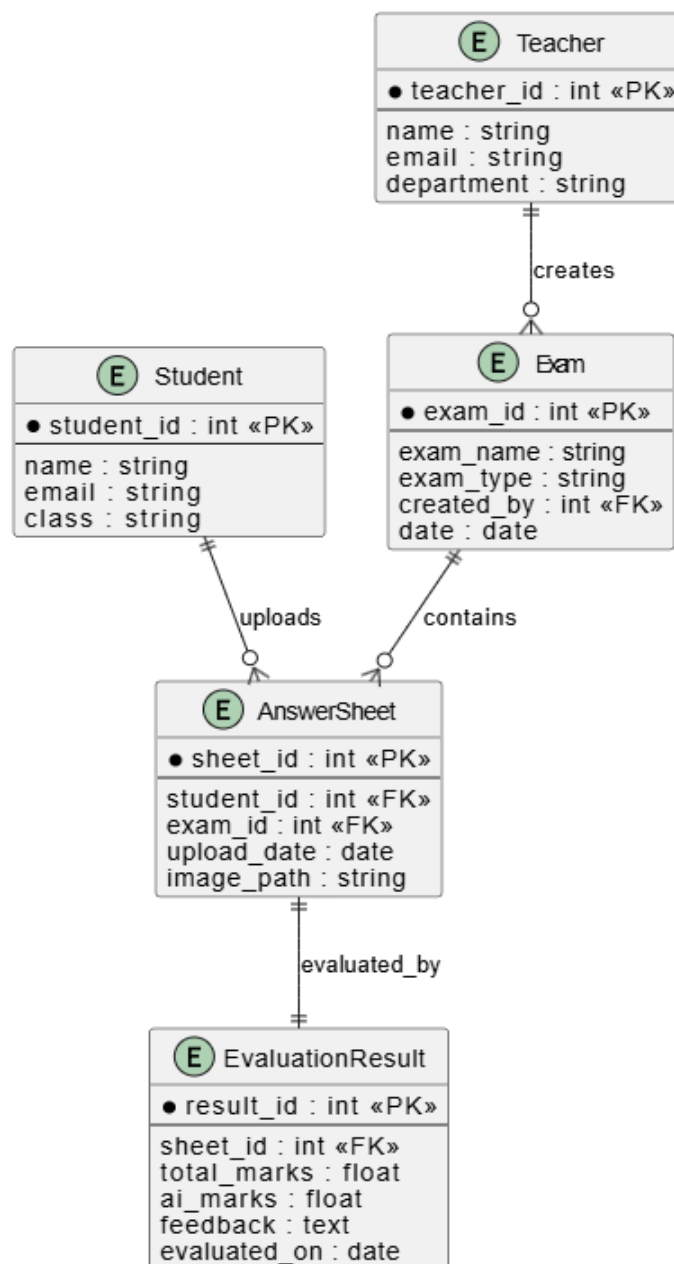 E Teacher
● teacher_id : int «PK»
name : string
email : string
department : string
creates
E Exam
● exam_id : int «PK»
exam_name : string
exam_type : string
created_by : int «FK»
date : date
E Student
● student_id : int «PK»
name : string
email : string
class : string
uploads
contains
E AnswerSheet
● sheet_id : int «PK»
student_id : int «FK»
exam_id : int «FK»
upload_date : date
image_path : string
evaluated_by
E EvaluationResult
● result_id : int «PK»
sheet_id : int «FK»
total_marks : float
ai_marks : float
feedback : text
evaluated_on : date